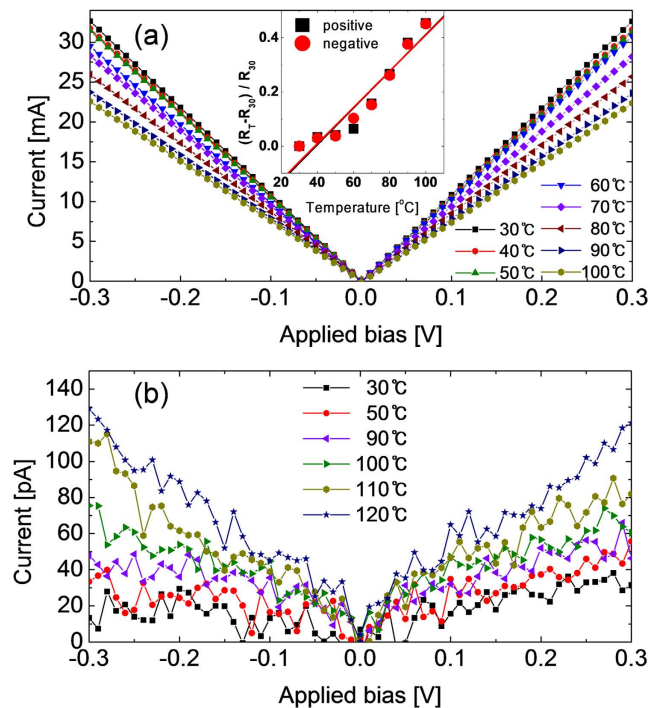 (a)
positive
negative
(R_T-R_30) / R_30
0.4
0.2
0.0
20 40 60 80 100
Temperature [°C]
Current [mA]
30
25
20
15
10
5
0
30℃
40℃
50℃
60℃
70℃
80℃
90℃
100℃
-0.3 -0.2 -0.1 0.0 0.1 0.2 0.3
Applied bias [V]
(b)
Current [pA]
140
120
100
80
60
40
20
0
30℃
50℃
90℃
100℃
110℃
120℃
-0.3 -0.2 -0.1 0.0 0.1 0.2 0.3
Applied bias [V]